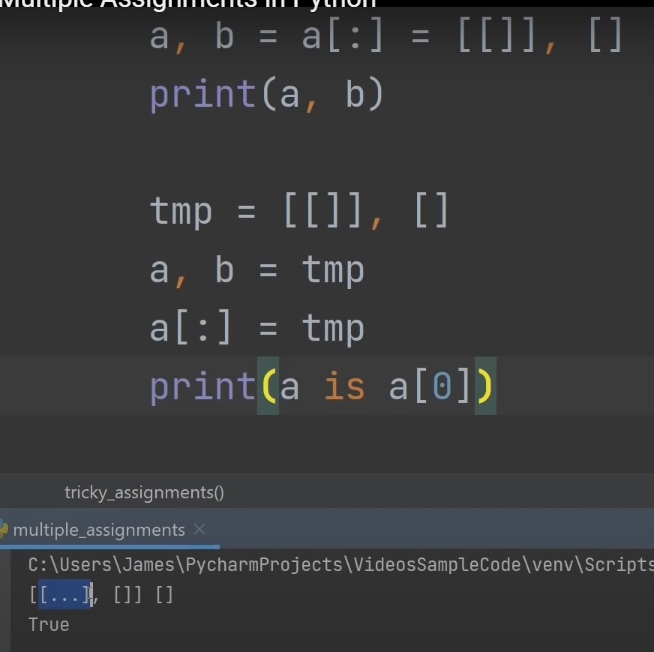 Multiple Assignments in Python
a, b = a[:] = [[]], []
print(a, b)
tmp = [[]], []
a, b = tmp
a[:] = tmp
print(a is a[0])
tricky_assignments()
multiple_assignments ×
C:\Users\James\PycharmProjects\VideosSampleCode\venv\Scripts
[[...], []] []
True